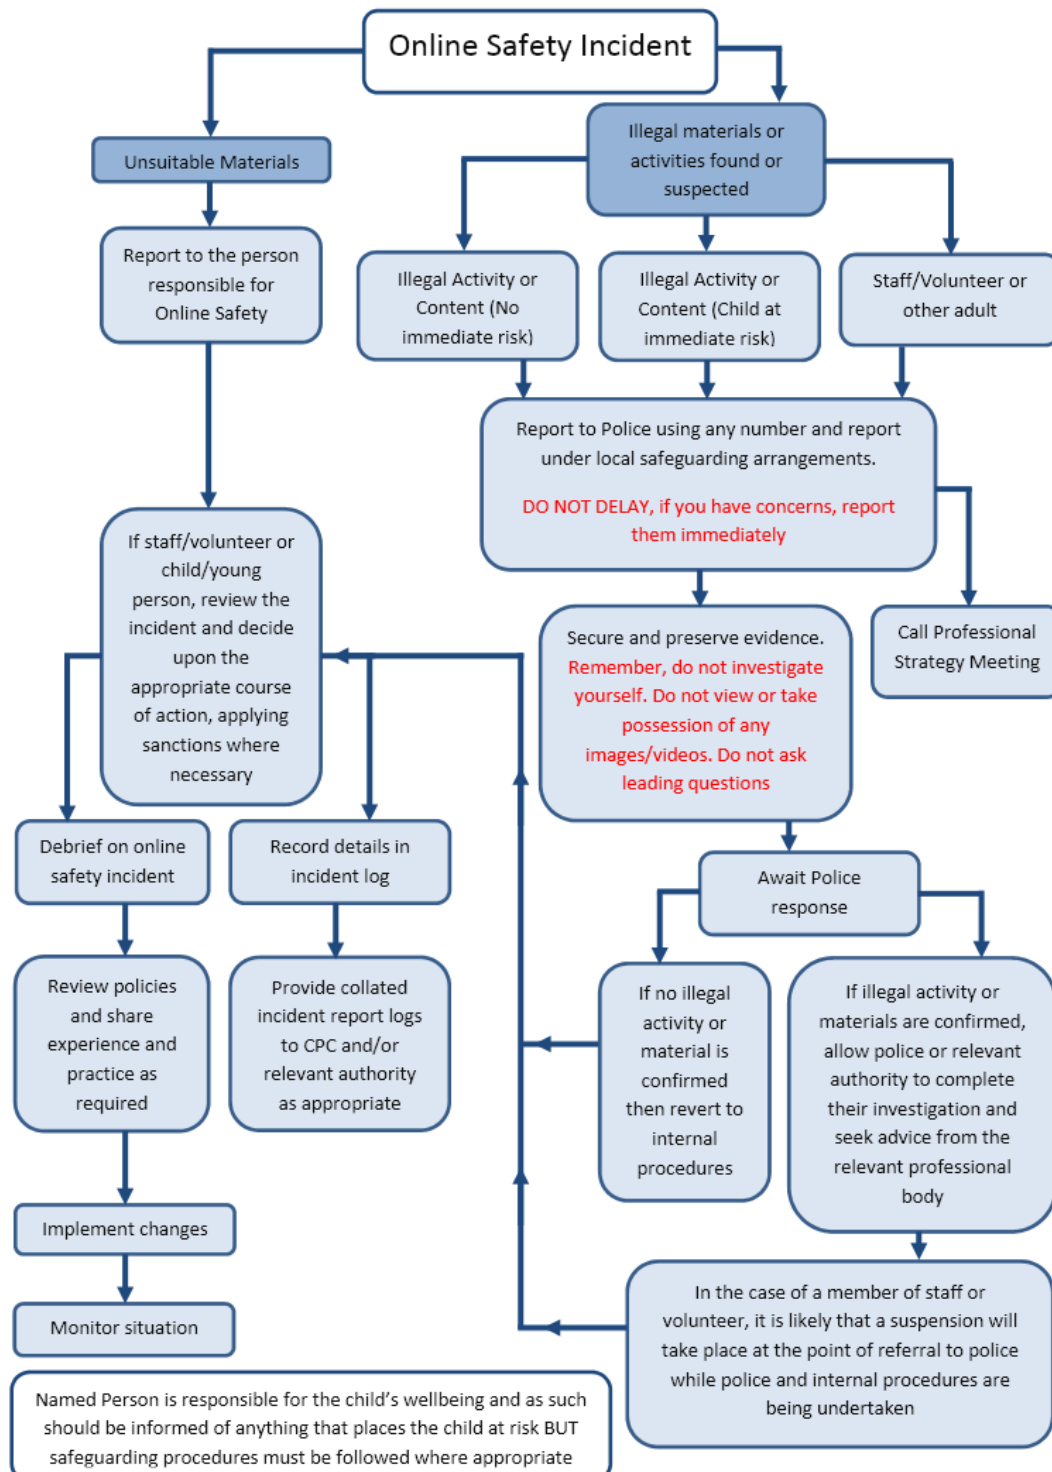 Online Safety Incident
Unsuitable Materials
Illegal materials or
activities found or
suspected
Report to the person
responsible for
Online Safety
Illegal Activity or
Content (No
immediate risk)
Illegal Activity or
Content (Child at
immediate risk)
Staff/Volunteer or
other adult
Report to Police using any number and report
under local safeguarding arrangements.
DO NOT DELAY, if you have concerns, report
them immediately
If staff/volunteer or
child/young
person, review the
incident and decide
upon the
appropriate course
of action, applying
sanctions where
necessary
Secure and preserve evidence.
Remember, do not investigate
yourself. Do not view or take
possession of any
images/videos. Do not ask
leading questions
Call Professional
Strategy Meeting
Debrief on online
safety incident
Record details in
incident log
Await Police
response
Review policies
and share
experience and
practice as
required
Provide collated
incident report logs
to CPC and/or
relevant authority
as appropriate
If no illegal
activity or
material is
confirmed
then revert to
internal
procedures
If illegal activity or
materials are confirmed,
allow police or relevant
authority to complete
their investigation and
seek advice from the
relevant professional
body
Implement changes
Monitor situation
In the case of a member of staff or
volunteer, it is likely that a suspension will
take place at the point of referral to police
while police and internal procedures are
being undertaken
Named Person is responsible for the child's wellbeing and as such
should be informed of anything that places the child at risk BUT
safeguarding procedures must be followed where appropriate